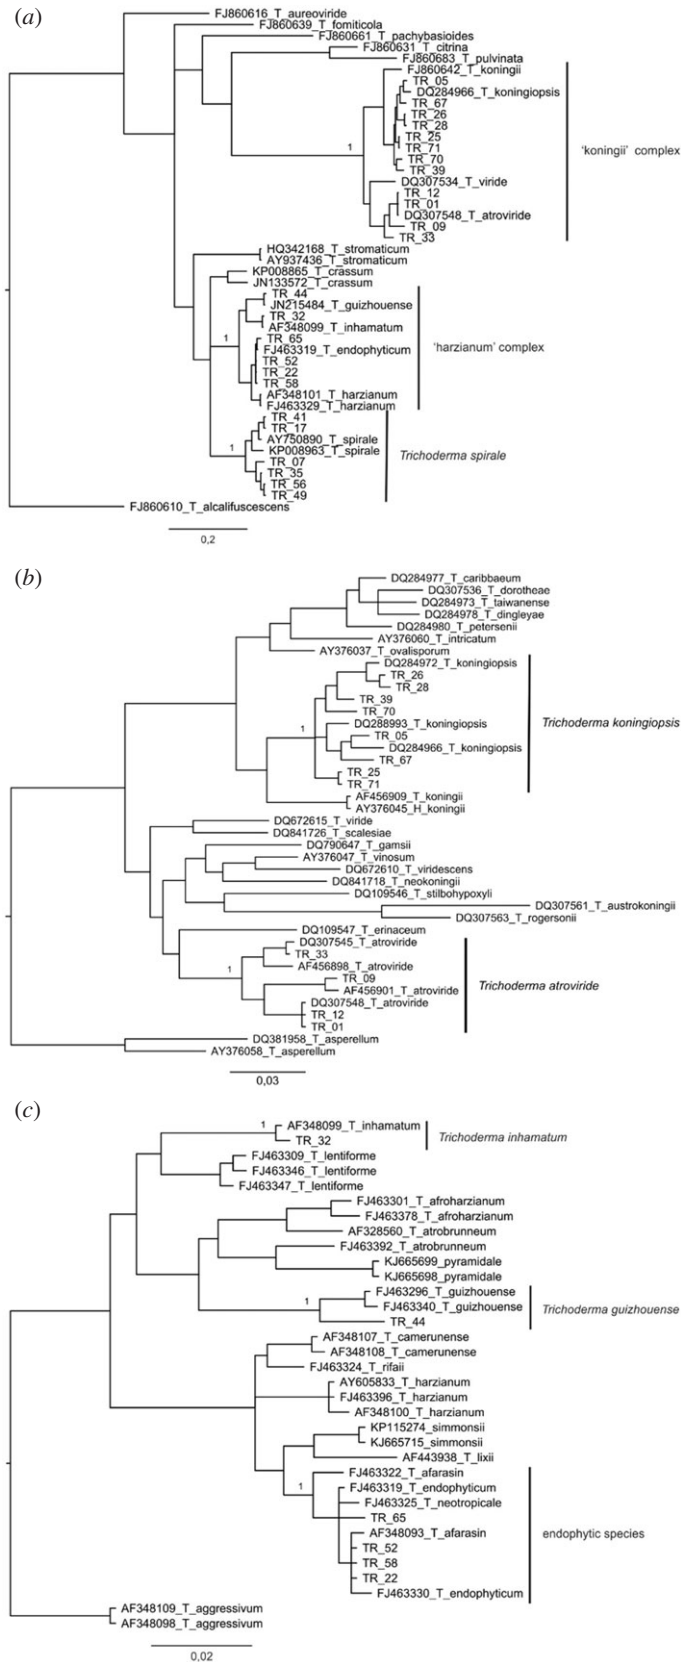 (a)
FJ860616_T_aureoviride
FJ860639_T_fomiticola
FJ860661_T_pachybasioides
FJ860631_T_citrina
FJ860683_T_pulvinata
FJ860642_T_koningii
TR_05
DQ284966_T_koningiopsis
TR_67
TR_26
TR_28
TR_25
1
TR_71
'koningii' complex
TR_70
TR_39
DQ307534_T_viride
TR_12
TR_01
DQ307548_T_atroviride
TR_09
TR_33
HQ342168_T_stromaticum
AY937436_T_stromaticum
KP008865_T_crassum
JN133572_T_crassum
TR_44
JN215484_T_guizhouense
TR_32
AF348099_T_inhamatum
1
TR_65
FJ463319_T_endophyticum
'harzianum' complex
TR_52
TR_22
TR_58
AF348101_T_harzianum
FJ463329_T_harzianum
TR_41
TR_17
AY750890_T_spirale
1
KP008963_T_spirale
Trichoderma spirale
TR_07
TR_35
TR_56
TR_49
FJ860610_T_alcalifuscescens
0,2
(b)
DQ284977_T_caribbaeum
DQ307536_T_dorotheae
DQ284973_T_taiwanense
DQ284978_T_dingleyae
DQ284980_T_petersenii
AY376060_T_intricatum
AY376037_T_ovalisporum
DQ284972_T_koningiopsis
TR_26
TR_28
TR_39
TR_70
DQ288993_T_koningiopsis
Trichoderma koningiopsis
1
TR_05
DQ284966_T_koningiopsis
TR_67
TR_25
TR_71
AF456909_T_koningii
AY376045_H_koningii
DQ672615_T_viride
DQ841726_T_scalesiae
DQ790647_T_gamsii
AY376047_T_vinosum
DQ672610_T_viridescens
DQ841718_T_neokoningii
DQ109546_T_stilbohypoxyli
DQ307561_T_austrokoningii
DQ307563_T_rogersonii
DQ109547_T_erinaceum
DQ307545_T_atroviride
TR_33
1
AF456898_T_atroviride
TR_09
Trichoderma atroviride
AF456901_T_atroviride
DQ307548_T_atroviride
TR_12
TR_01
DQ381958_T_asperellum
AY376058_T_asperellum
0,03
(c)
1
AF348099_T_inhamatum
TR_32
Trichoderma inhamatum
FJ463309_T_lentiforme
FJ463346_T_lentiforme
FJ463347_T_lentiforme
FJ463301_T_afroharzianum
FJ463378_T_afroharzianum
AF328560_T_atrobrunneum
FJ463392_T_atrobrunneum
KJ665699_pyramidale
KJ665698_pyramidale
FJ463296_T_guizhouense
1
FJ463340_T_guizhouense
Trichoderma guizhouense
TR_44
AF348107_T_camerunense
AF348108_T_camerunense
FJ463324_T_rifaii
AY605833_T_harzianum
FJ463396_T_harzianum
AF348100_T_harzianum
KP115274_simmonsii
KJ665715_simmonsii
AF443938_T_lixii
FJ463322_T_afarasin
1
FJ463319_T_endophyticum
FJ463325_T_neotropicale
TR_65
AF348093_T_afarasin
endophytic species
TR_52
TR_58
TR_22
FJ463330_T_endophyticum
AF348109_T_aggressivum
AF348098_T_aggressivum
0,02